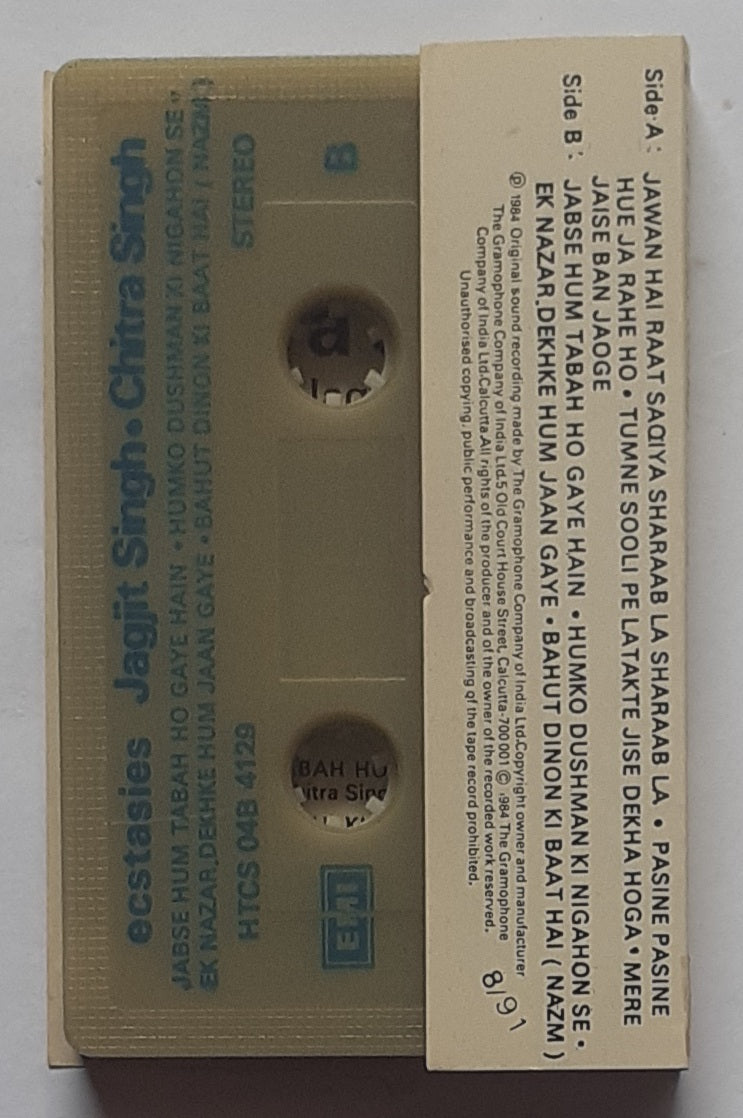 Side A : JAWAN HAI RAAT SAQIYA SHARAAB LA SHARAAB LA • PASINE PASINE
HUE JA RAHE HO • TUMNE SOOLI PE LATAKTE JISE DEKHA HOGA • MERE
JAISE BAN JAOGE
Side B : JABSE HUM TABAH HO GAYE HAIN • HUMKO DUSHMAN KI NIGAHON SE •
EK NAZAR DEKHKE HUM JAAN GAYE • BAHUT DINON KI BAAT HAI ( NAZM )
℗ 1984 Original sound recording made by The Gramophone Company of India Ltd.Copyright owner and manufacturer
The Gramophone Company of India Ltd.5 Old Court House Street, Calcutta-700 001 © 1984 The Gramophone
Company of India Ltd-Calcutta.All rights of the producer and of the owner of the recorded work reserved.
Unauthorised copying, public performance and broadcasting of the tape record prohibited.
8/91
ecstasies Jagjit Singh • Chitra Singh
JABSE HUM TABAH HO GAYE HAIN • HUMKO DUSHMAN KI NIGAHON SE •
EK NAZAR DEKHKE HUM JAAN GAYE • BAHUT DINON KI BAAT HAI ( NAZM )
HTCS 04B 4129 STEREO
EMI B
BAH HU
itra Sing